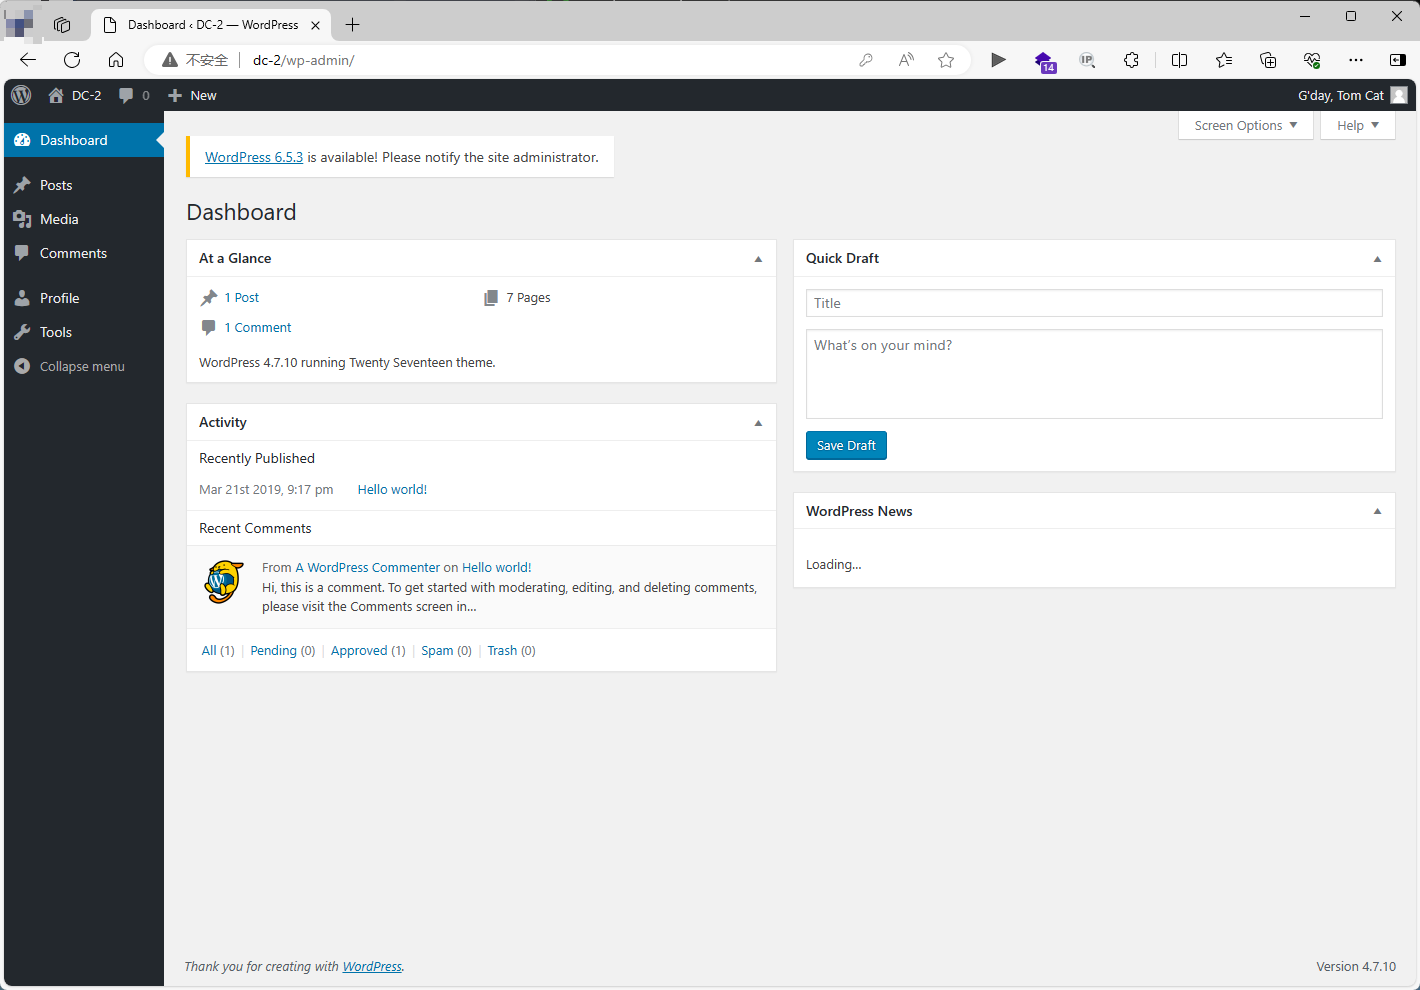 Dashboard ‹ DC-2 — WordPress
不安全 dc-2/wp-admin/
14
IP
DC-2 0 New
G'day, Tom Cat
Dashboard
Posts
Media
Comments
Profile
Tools
Collapse menu
Screen Options
Help
WordPress 6.5.3 is available! Please notify the site administrator.
Dashboard
At a Glance
1 Post
7 Pages
1 Comment
WordPress 4.7.10 running Twenty Seventeen theme.
Activity
Recently Published
Mar 21st 2019, 9:17 pm Hello world!
Recent Comments
From A WordPress Commenter on Hello world!
Hi, this is a comment. To get started with moderating, editing, and deleting comments,
please visit the Comments screen in...
All (1) | Pending (0) | Approved (1) | Spam (0) | Trash (0)
Quick Draft
Title
What's on your mind?
Save Draft
WordPress News
Loading...
Thank you for creating with WordPress.
Version 4.7.10